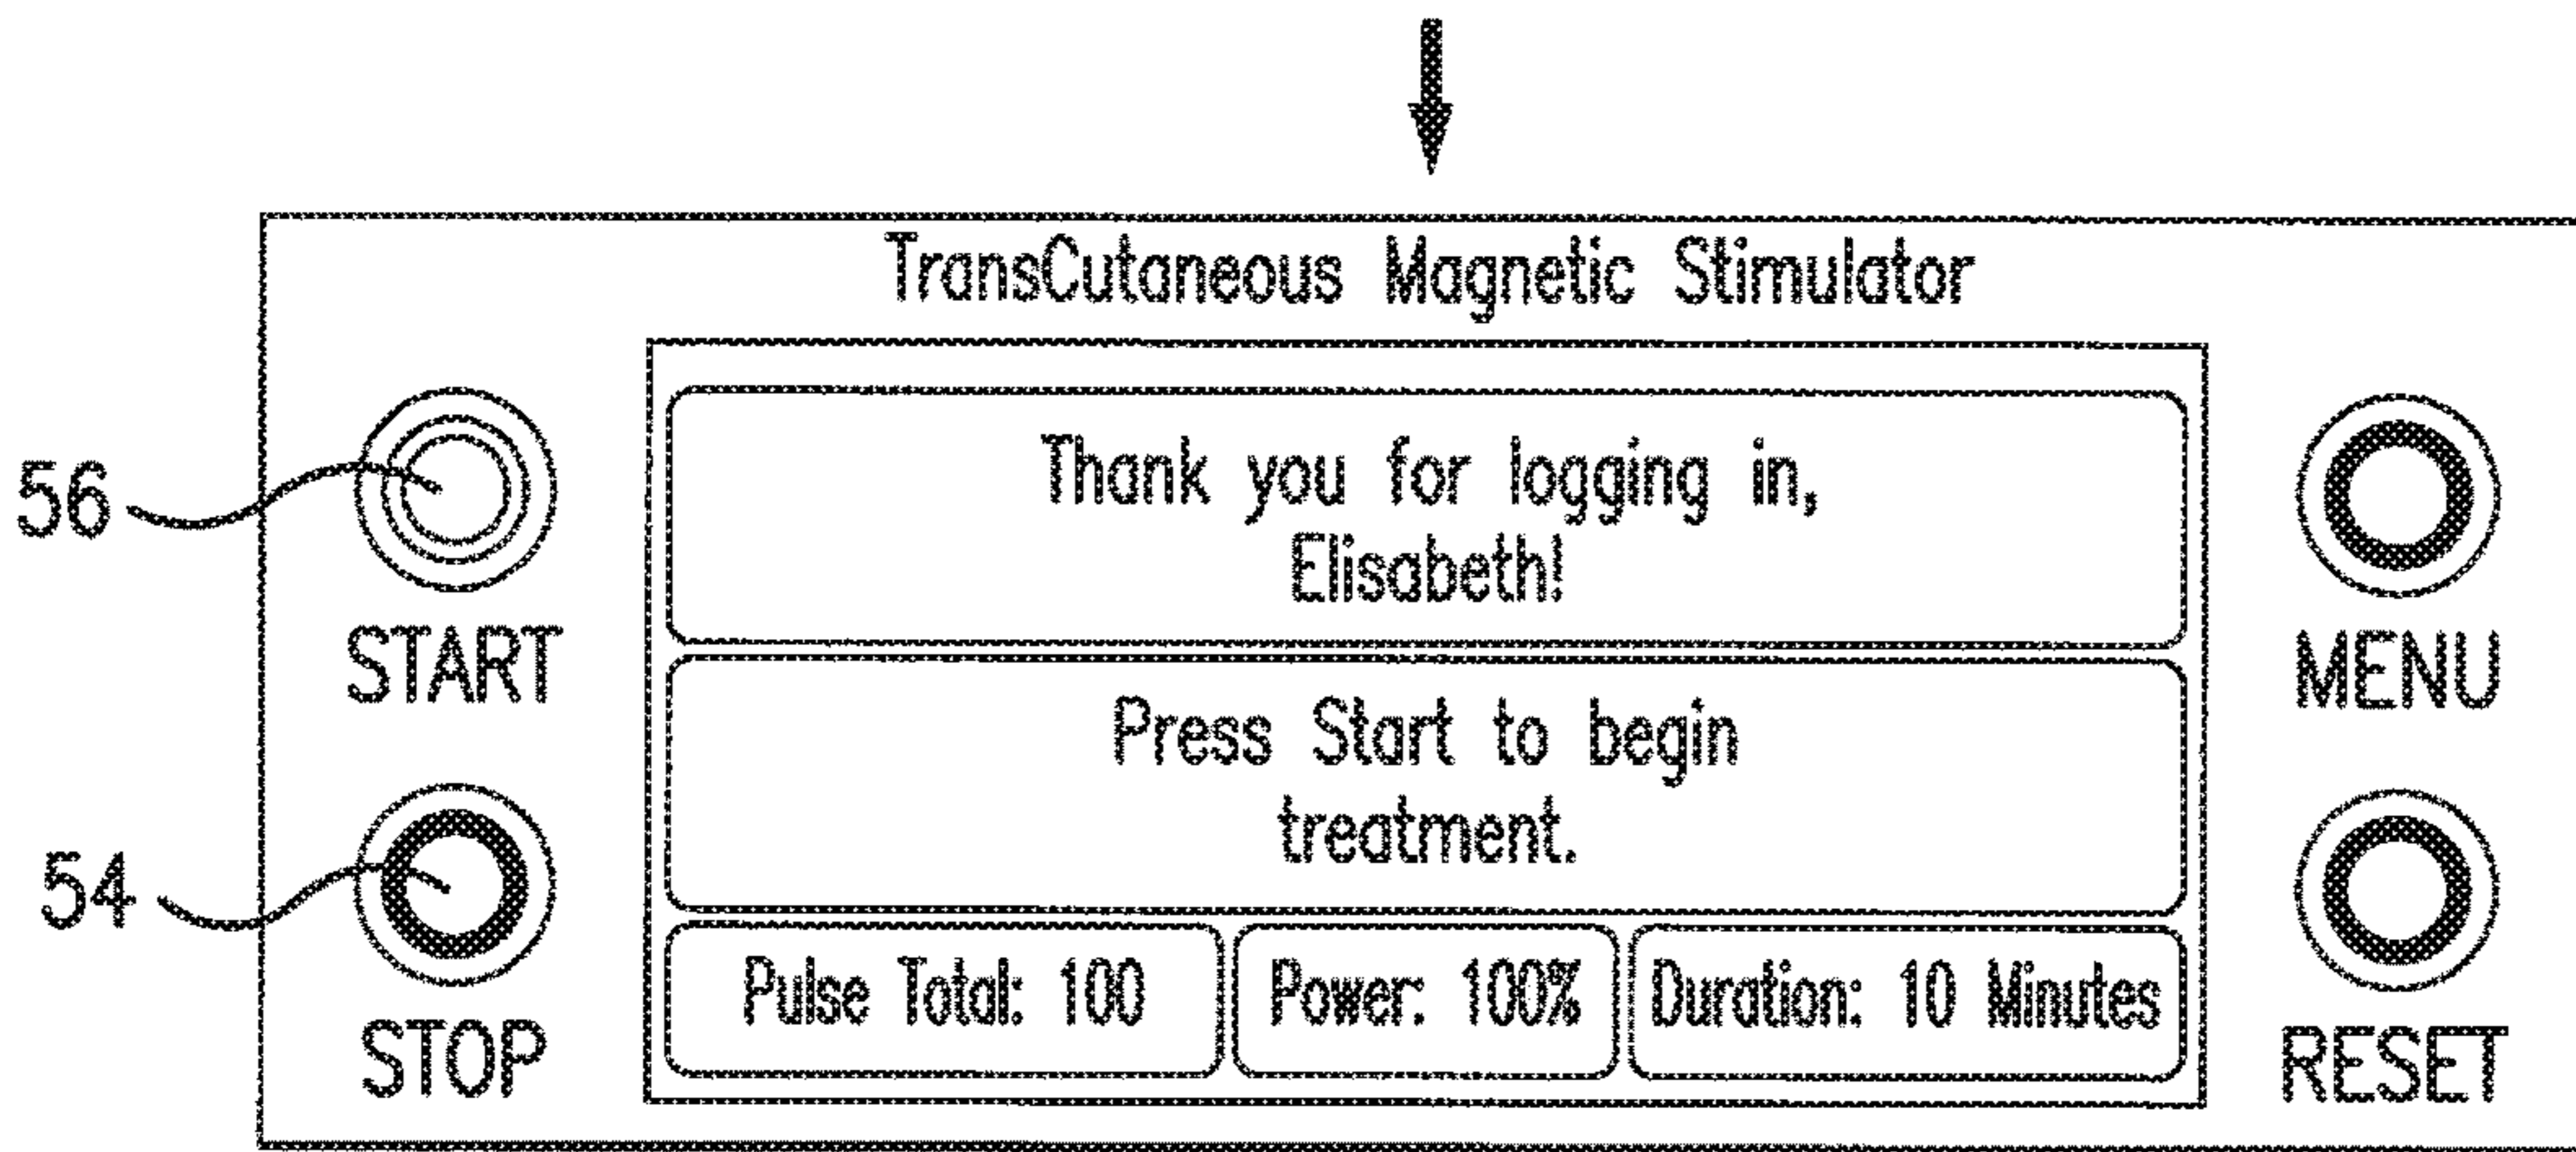 TransCutaneous Magnetic Stimulator
56
START
Thank you for logging in,
Elisabeth!
MENU
Press Start to begin
treatment.
54
STOP
Pulse Total: 100
Power: 100%
Duration: 10 Minutes
RESET